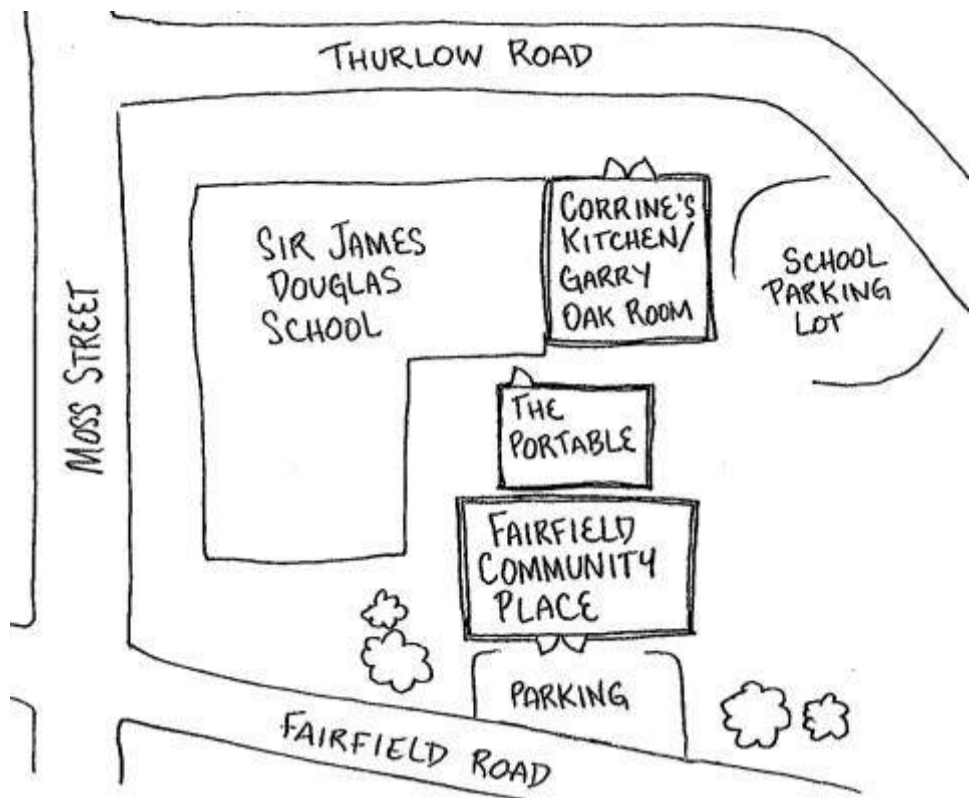 THURLOW ROAD
MOSS STREET
SIR JAMES
DOUGLAS
SCHOOL
CORRINE'S
KITCHEN/
GARRY
OAK ROOM
SCHOOL
PARKING
LOT
THE
PORTABLE
FAIRFIELD
COMMUNITY
PLACE
PARKING
FAIRFIELD ROAD